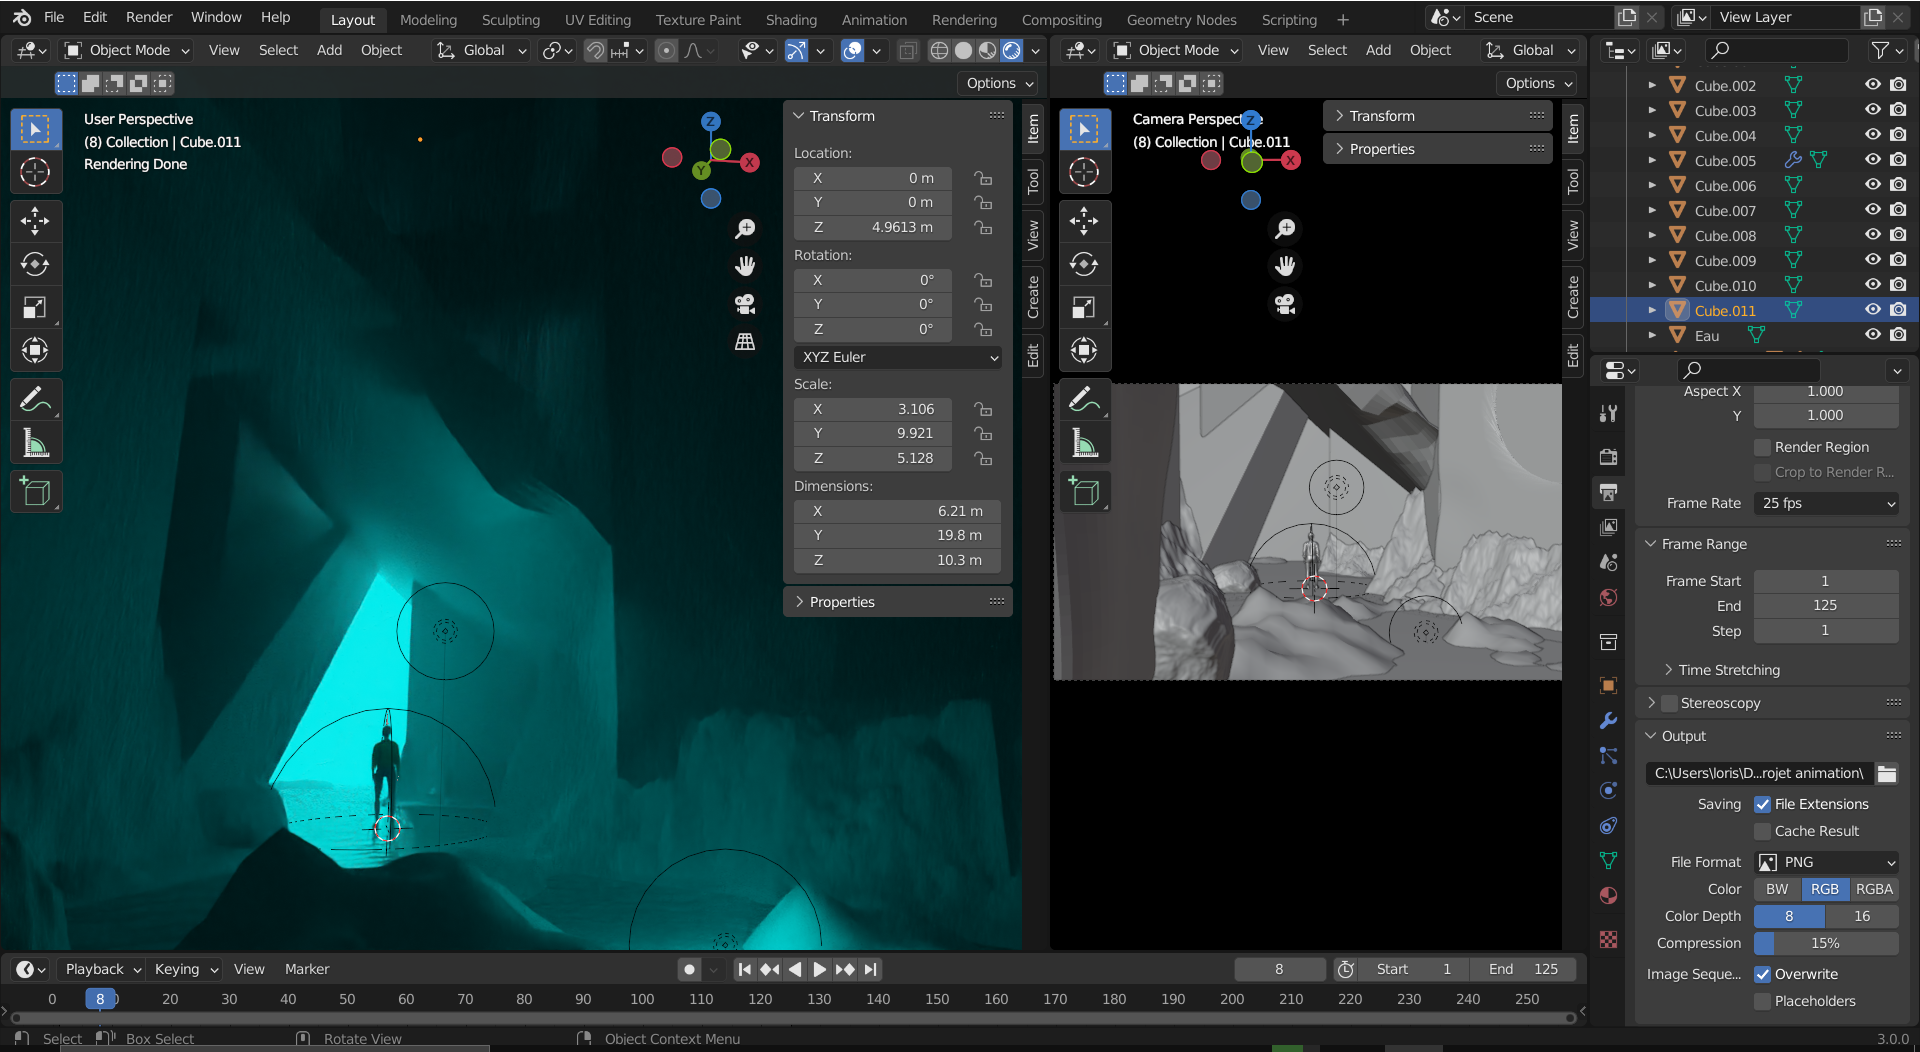 File Edit Render Window Help Layout Modeling Sculpting UV Editing Texture Paint Shading Animation Rendering Compositing Geometry Nodes Scripting + Scene View Layer
Object Mode View Select Add Object Global
Object Mode View Select Add Object Global
Options
Options
User Perspective
(8) Collection | Cube.011
Rendering Done
Z
X
Y
Transform
Location:
X 0 m
Y 0 m
Z 4.9613 m
Rotation:
X 0°
Y 0°
Z 0°
XYZ Euler
Scale:
X 3.106
Y 9.921
Z 5.128
Dimensions:
X 6.21 m
Y 19.8 m
Z 10.3 m
Properties
Item
Tool
View
Create
Edit
Camera Perspective
(8) Collection | Cube.011
Z
X
Transform
Properties
Item
Tool
View
Create
Edit
Cube.002
Cube.003
Cube.004
Cube.005
Cube.006
Cube.007
Cube.008
Cube.009
Cube.010
Cube.011
Eau
Aspect X 1.000
Y 1.000
Render Region
Crop to Render R...
Frame Rate 25 fps
Frame Range
Frame Start 1
End 125
Step 1
Time Stretching
Stereoscopy
Output
C:\Users\loris\D...rojet animation\
Saving File Extensions
Cache Result
File Format PNG
Color BW RGB RGBA
Color Depth 8 16
Compression 15%
Image Seque... Overwrite
Placeholders
Playback Keying View Marker 8 Start 1 End 125
0 8 20 30 40 50 60 70 80 90 100 110 120 130 140 150 160 170 180 190 200 210 220 230 240 250
Select Box Select Rotate View Object Context Menu 3.0.0